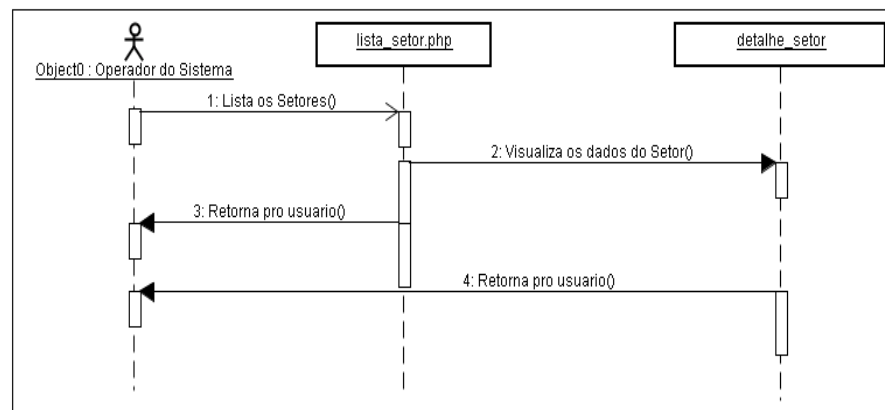 lista_setor.php
detalhe_setor
Object0 : Operador do Sistema
1: Lista os Setores()
2: Visualiza os dados do Setor()
3: Retorna pro usuario()
4: Retorna pro usuario()